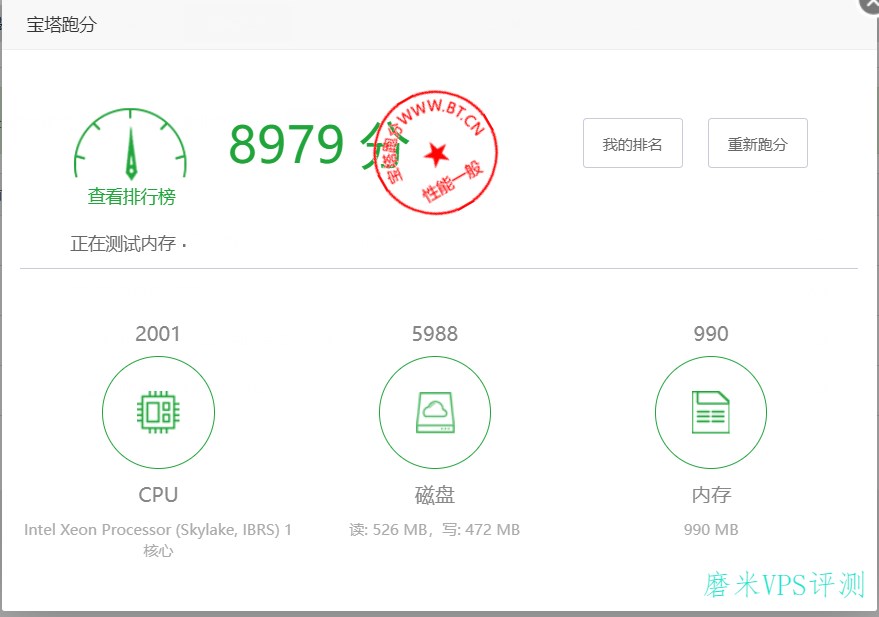 宝塔跑分
8979 分
宝塔跑分WWW.BT.CN
性能一般
我的排名
重新跑分
查看排行榜
正在测试内存 ·
2001
5988
990
CPU
磁盘
内存
Intel Xeon Processor (Skylake, IBRS) 1
核心
读: 526 MB，写: 472 MB
990 MB
磨米VPS评测